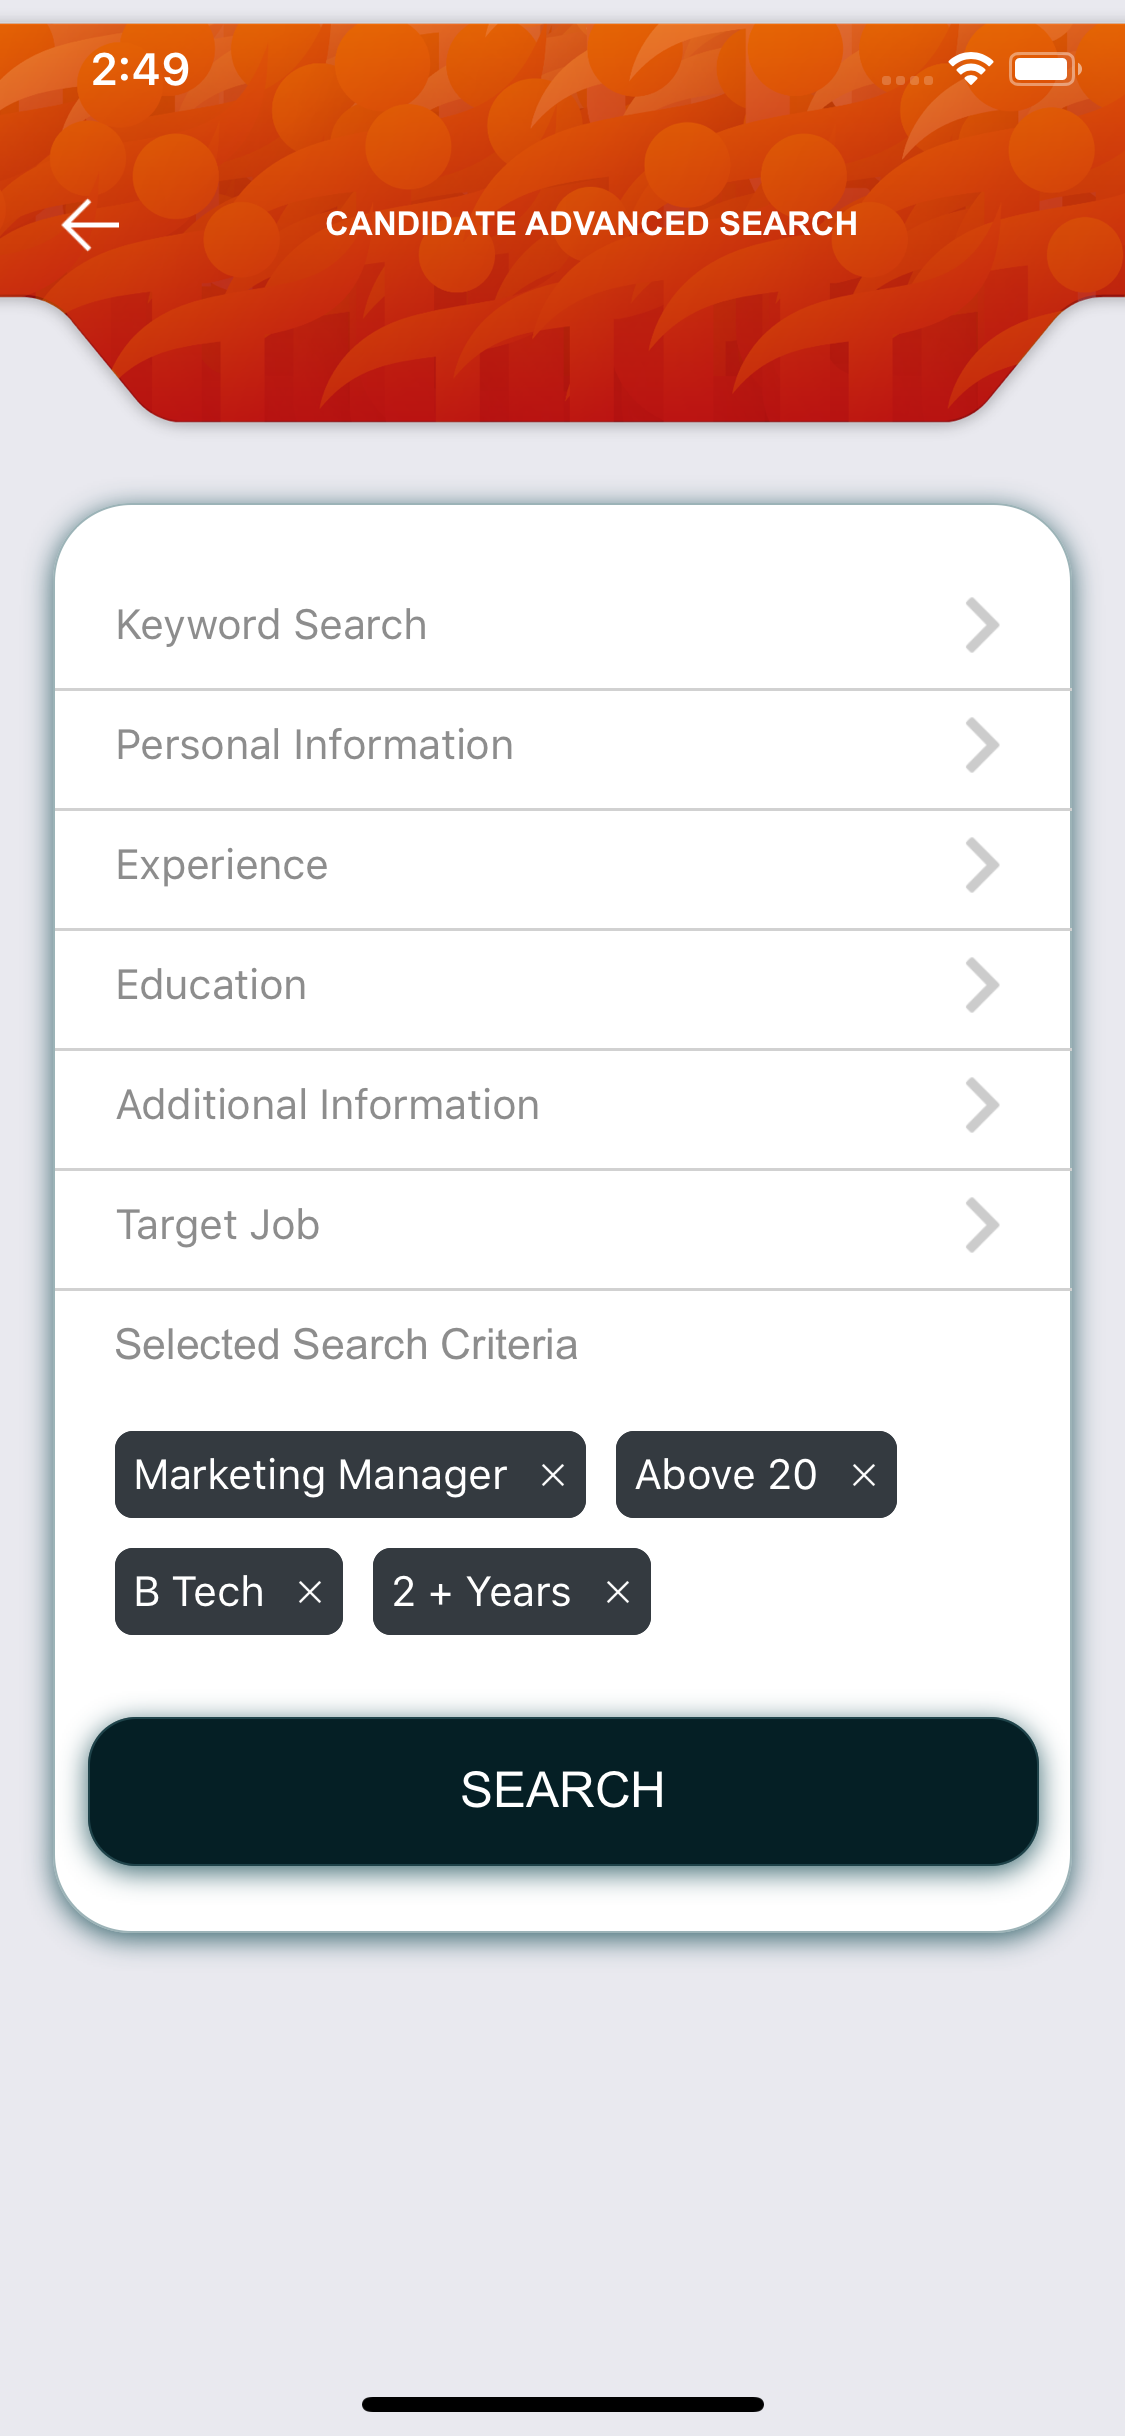 2:49
CANDIDATE ADVANCED SEARCH
Keyword Search
Personal Information
Experience
Education
Additional Information
Target Job
Selected Search Criteria
Marketing Manager × Above 20 ×
B Tech × 2 + Years ×
SEARCH